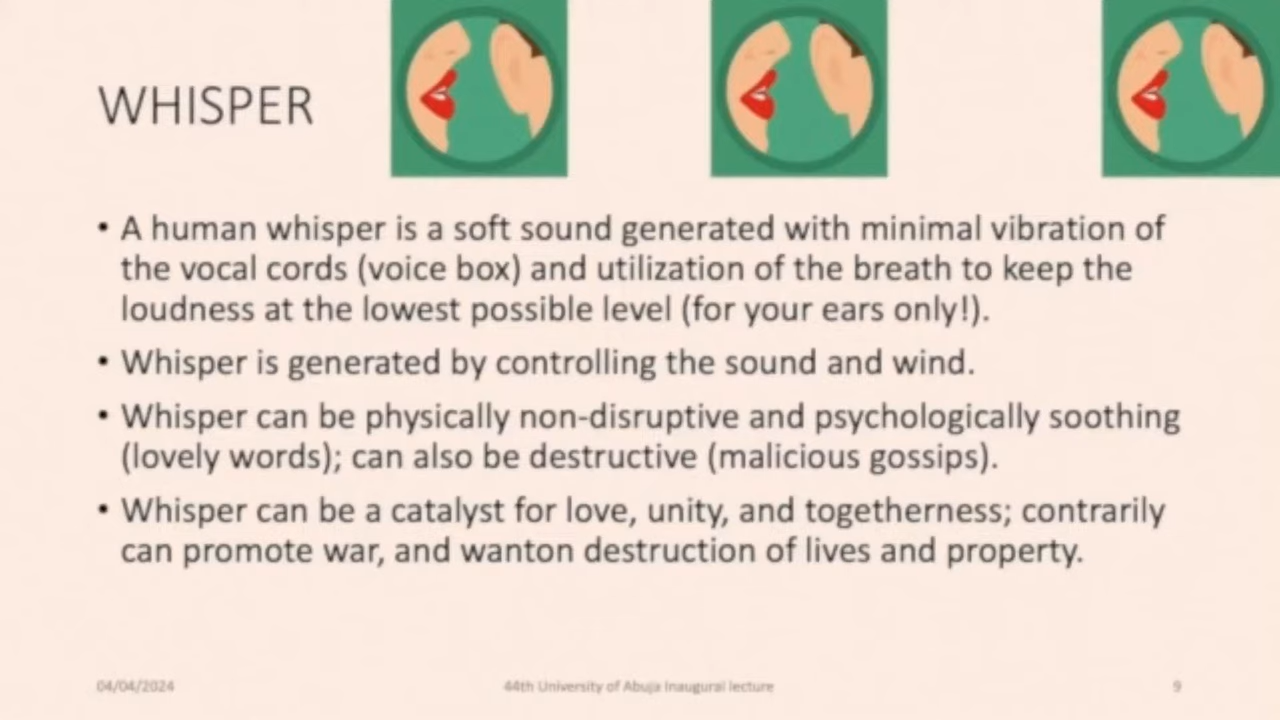 WHISPER
• A human whisper is a soft sound generated with minimal vibration of
the vocal cords (voice box) and utilization of the breath to keep the
loudness at the lowest possible level (for your ears only!).
• Whisper is generated by controlling the sound and wind.
• Whisper can be physically non-disruptive and psychologically soothing
(lovely words); can also be destructive (malicious gossips).
• Whisper can be a catalyst for love, unity, and togetherness; contrarily
can promote war, and wanton destruction of lives and property.
04/04/2024
44th University of Abuja Inaugural lecture
9